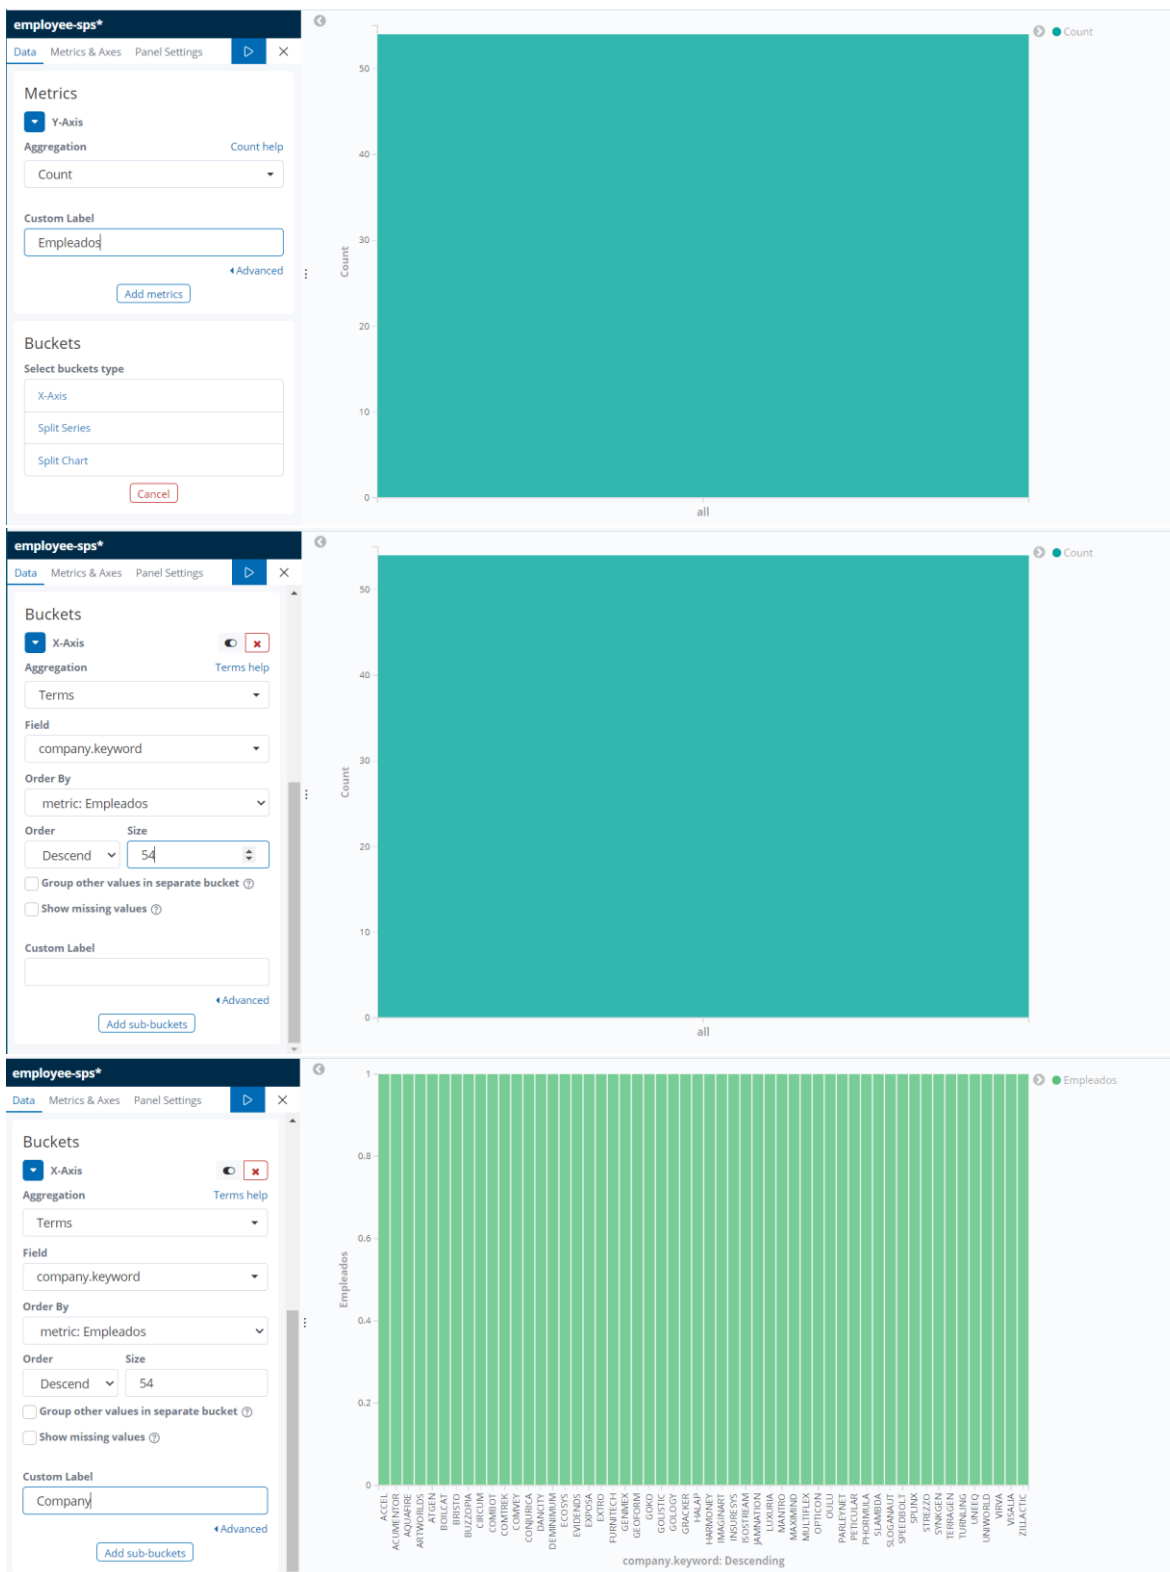 employee-sps*
Data Metrics & Axes Panel Settings
Metrics
Y-Axis
Aggregation Count help
Count
Custom Label
Empleados
Advanced
Add metrics
Buckets
Select buckets type
X-Axis
Split Series
Split Chart
Cancel
50
40
30
20
10
0
Count
all
Count
employee-sps*
Data Metrics & Axes Panel Settings
Buckets
X-Axis
Aggregation Terms help
Terms
Field
company.keyword
Order By
metric: Empleados
Order Size
Descend 54
Group other values in separate bucket
Show missing values
Custom Label
Advanced
Add sub-buckets
50
40
30
20
10
0
Count
all
Count
employee-sps*
Data Metrics & Axes Panel Settings
Buckets
X-Axis
Aggregation Terms help
Terms
Field
company.keyword
Order By
metric: Empleados
Order Size
Descend 54
Group other values in separate bucket
Show missing values
Custom Label
Company
Advanced
Add sub-buckets
1
0.8
0.6
0.4
0.2
0
Empleados
ACCEL
ACUMENTOR
AQUAFIRE
ARTWORLDS
ATGEN
BOILCAT
BRISTO
BUZZOPIA
CIRCUM
COMBOT
COMTREK
COMVEY
CONJURICA
DANCITY
DEMINIMUM
ECOSYS
EVIDENDS
EXPOSA
EXTRO
FURNITECH
GENMEX
GEOFORM
GOKO
GOLISTIC
GOLOGY
GRACKER
HALAP
HARMONEY
IMAGINART
INSURESYS
ISOSTREAM
JAMNATION
LUXURIA
MANTRO
MAXIMIND
MULTIFLEX
OPTICON
OULU
PARLEYNET
PETICULAR
PHORMULA
SLAMBDA
SLOGANAUT
SPEEDBOLT
SPLINX
STREZZO
SYNKGEN
TERRAGEN
TURNLING
UNEEQ
UNIWORLD
VIRVA
VISALIA
ZILLACTIC
company.keyword: Descending
Empleados